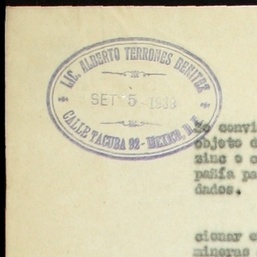 LIC. ALBERTO TERRONES BENITEZ
SET 5 - 1933
CALLE TACUBA 92 - MEXICO, D. F.
Se convi
objeto d
zinc o c
pañía pa
dados.
cionar e
mineras